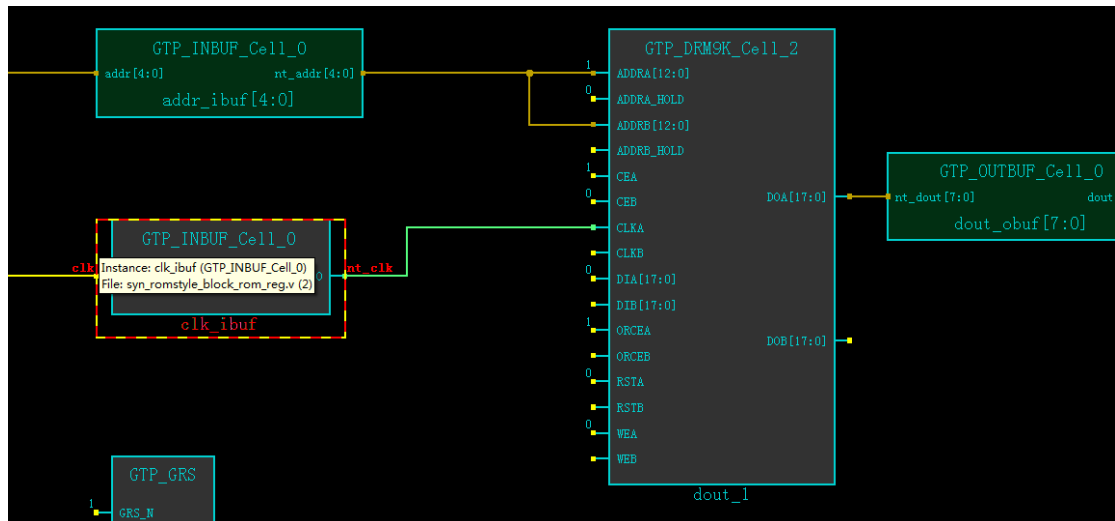 GTP_INBUF_Cell_0
addr[4:0]
nt_addr[4:0]
addr_ibuf[4:0]
GTP_INBUF_Cell_0
clk
0
nt_clk
Instance: clk_ibuf (GTP_INBUF_Cell_0)
File: syn_romstyle_block_rom_reg.v (2)
clk_ibuf
GTP_GRS
1
GRS_N
GTP_DRM9K_Cell_2
1
ADDRA[12:0]
0
ADDRA_HOLD
ADDRB[12:0]
ADDRB_HOLD
1
CEA
0
CEB
CLKA
CLKB
0
DIA[17:0]
0
DIB[17:0]
1
ORCEA
ORCEB
0
RSTA
RSTB
0
WEA
WEB
DOA[17:0]
DOB[17:0]
dout_1
GTP_OUTBUF_Cell_0
nt_dout[7:0]
dout
dout_obuf[7:0]